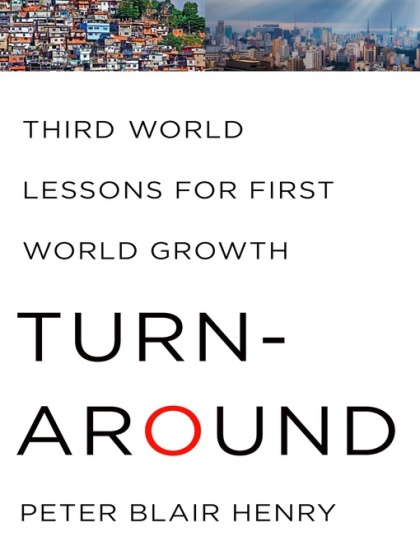 THIRD WORLD
LESSONS FOR FIRST
WORLD GROWTH
TURN-
AROUND
PETER BLAIR HENRY